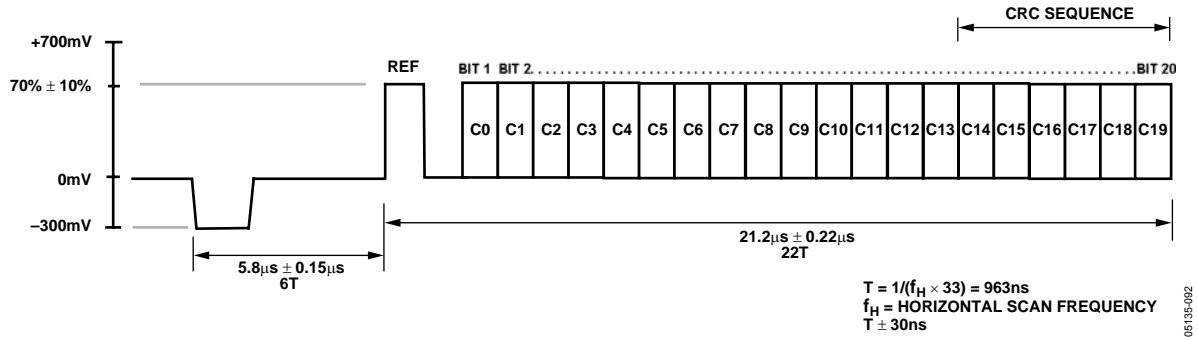 CRC SEQUENCE
+700mV
REF
BIT 1 BIT 2 BIT 20
70% ± 10%
C0 C1 C2 C3 C4 C5 C6 C7 C8 C9 C10 C11 C12 C13 C14 C15 C16 C17 C18 C19
0mV
–300mV
21.2μs ± 0.22μs
22T
5.8μs ± 0.15μs
6T
T = 1/(fH × 33) = 963ns
fH = HORIZONTAL SCAN FREQUENCY
T ± 30ns
05135-092